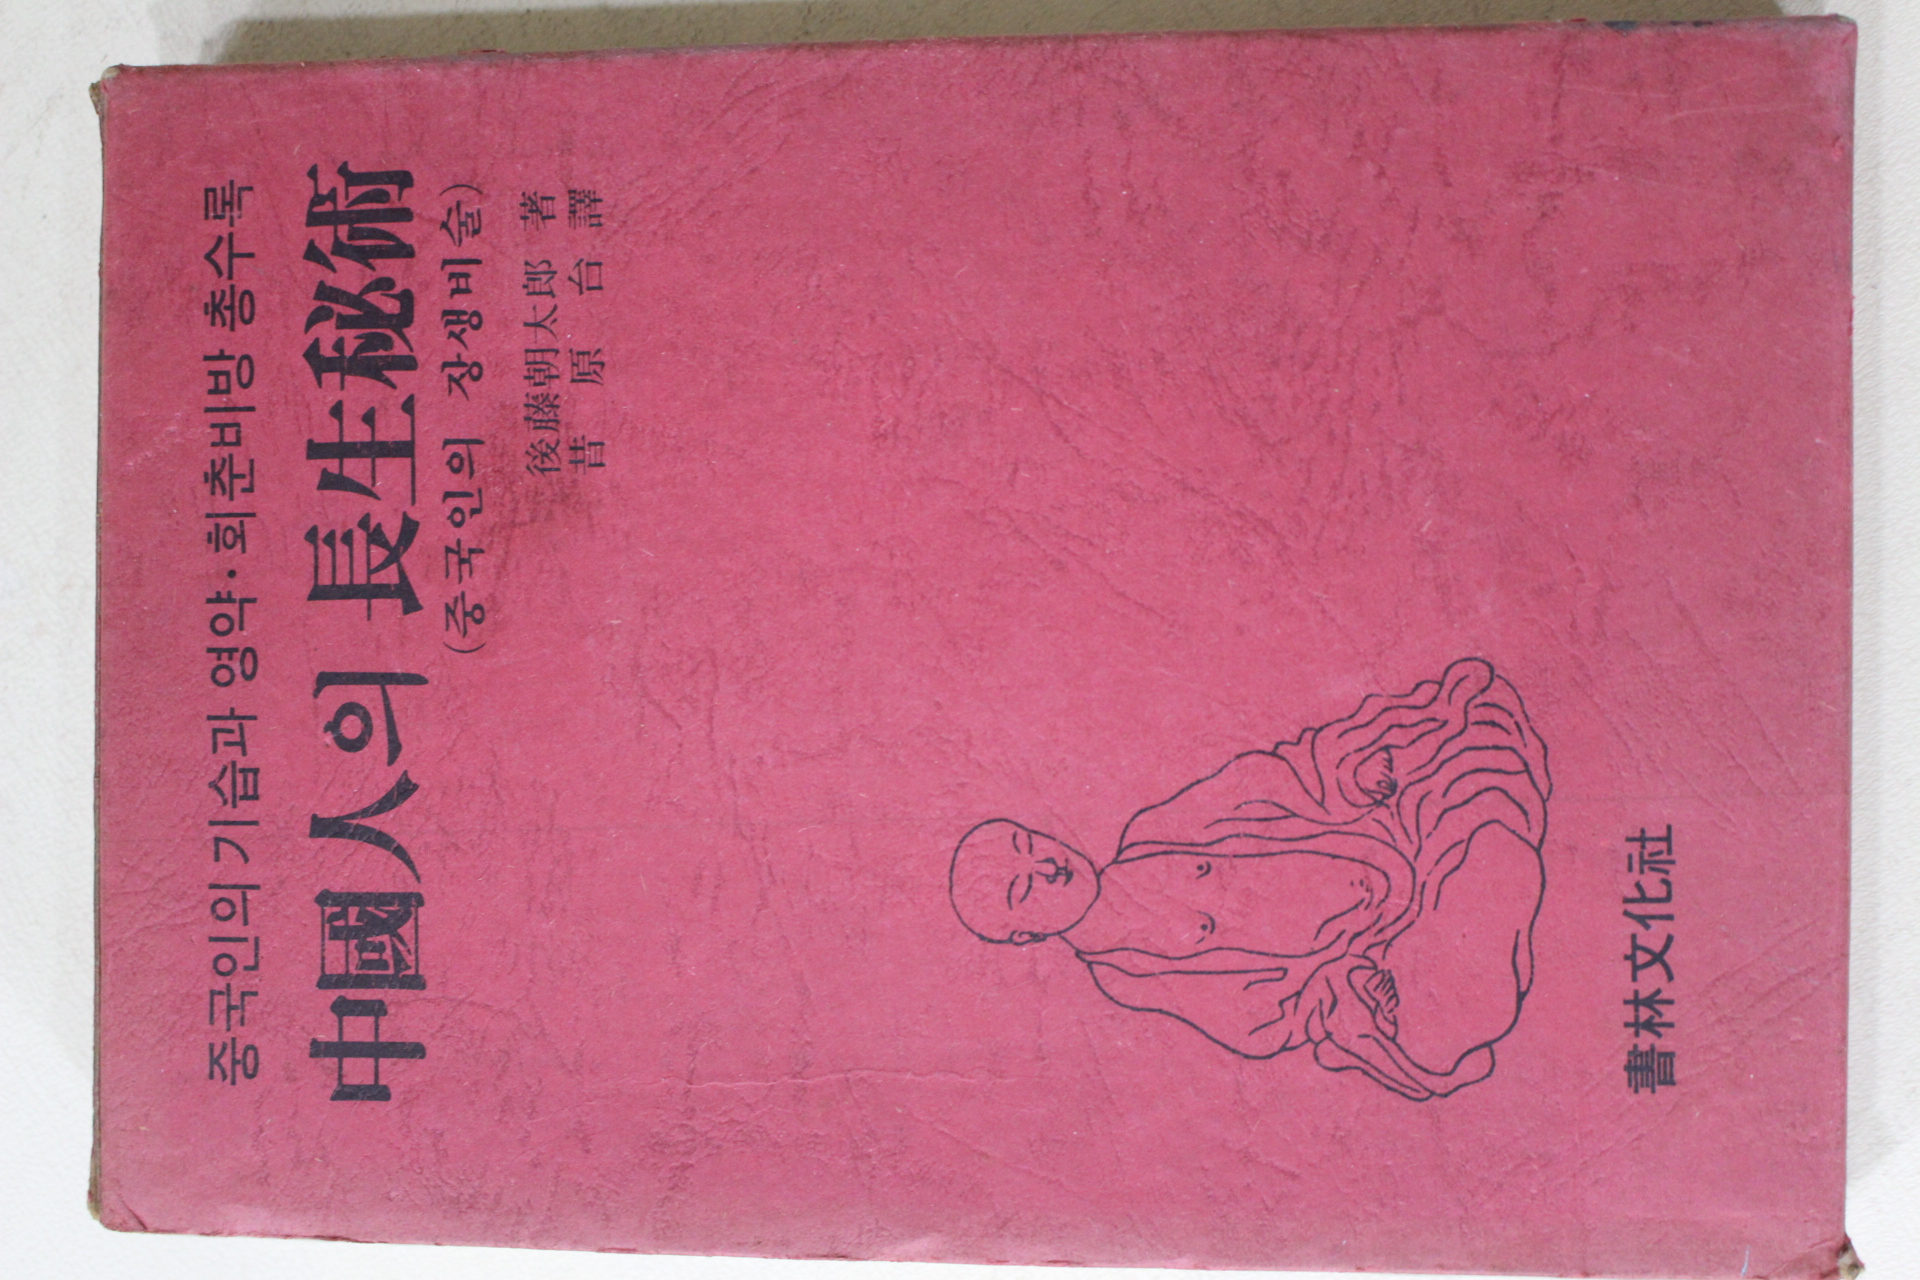 중국인의 기습과 영약·회춘비방 총수록
中國人의 長生秘術
(중국인의 장생비술)
後藤朝太郎 著
昔原台 譯
書林文化社